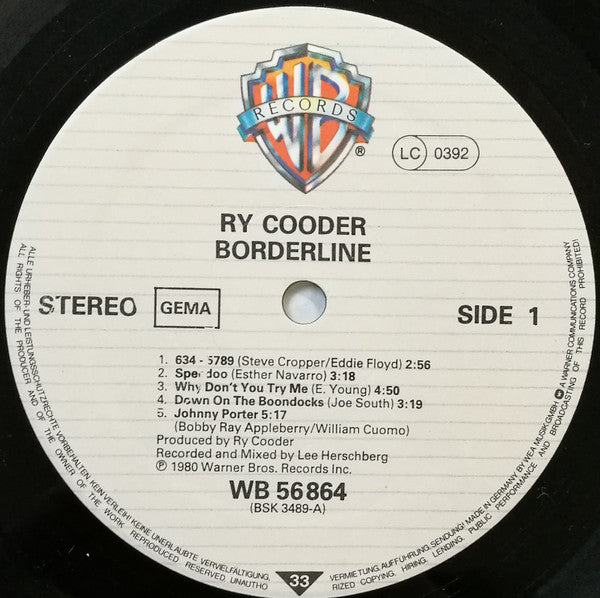 WB
RECORDS
®
LC 0392
RY COODER
BORDERLINE
STEREO GEMA SIDE 1
1. 634 - 5789 (Steve Cropper/Eddie Floyd) 2:56
2. Spe doo (Esther Navarro) 3:18
3. Why Don't You Try Me (E. Young) 4:50
4. Down On The Boondocks (Joe South) 3:19
5. Johnny Porter 5:17
(Bobby Ray Appleberry/William Cuomo)
Produced by Ry Cooder
Recorded and Mixed by Lee Herschberg
℗ 1980 Warner Bros. Records Inc.
WB 56 864
(BSK 3489-A)
33
ALLE URHEBER- UND LEISTUNGSSCHUTZRECHTE VORBEHALTEN. KEIN VERLEIH! KEINE UNERLAUBTE VERVIELFÄLTIGUNG, VERMIETUNG, AUFFÜHRUNG, SENDUNG! MADE IN GERMANY BY WEA MUSIK GMBH A WARNER COMMUNICATIONS COMPANY
ALL RIGHTS OF THE PRODUCER AND OF THE OWNER OF THE WORK REPRODUCED RESERVED. UNAUTHO RIZED COPYING, HIRING, LENDING, PUBLIC PERFORMANCE AND BROADCASTING OF THIS RECORD PROHIBITED!